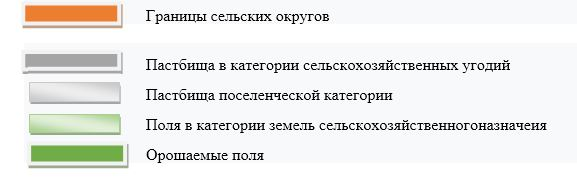 Границы сельских округов
Пастбища в категории сельскохозяйственных угодий
Пастбища поселенческой категории
Поля в категории земель сельскохозяйственногоназначеия
Орошаемые поля